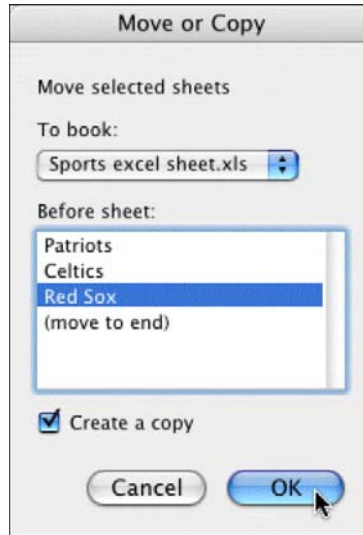 Move or Copy
Move selected sheets
To book:
Sports excel sheet.xls
Before sheet:
Patriots
Celtics
Red Sox
(move to end)
Create a copy
Cancel OK